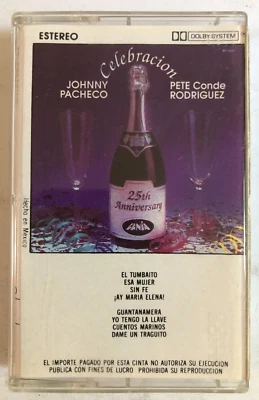 ESTEREO
DOLBY SYSTEM
Celebracion
JOHNNY PACHECO
PETE Conde RODRIGUEZ
25th
Anniversary
FANIA
Hecho en Mexico
EL TUMBAITO
ESA MUJER
SIN FE
¡AY MARIA ELENA!
GUANTANAMERA
YO TENGO LA LLAVE
CUENTOS MARINOS
DAME UN TRAGUITO
EL IMPORTE PAGADO POR ESTA CINTA NO AUTORIZA SU EJECUCION
PUBLICA CON FINES DE LUCRO PROHIBIDA SU REPRODUCCION